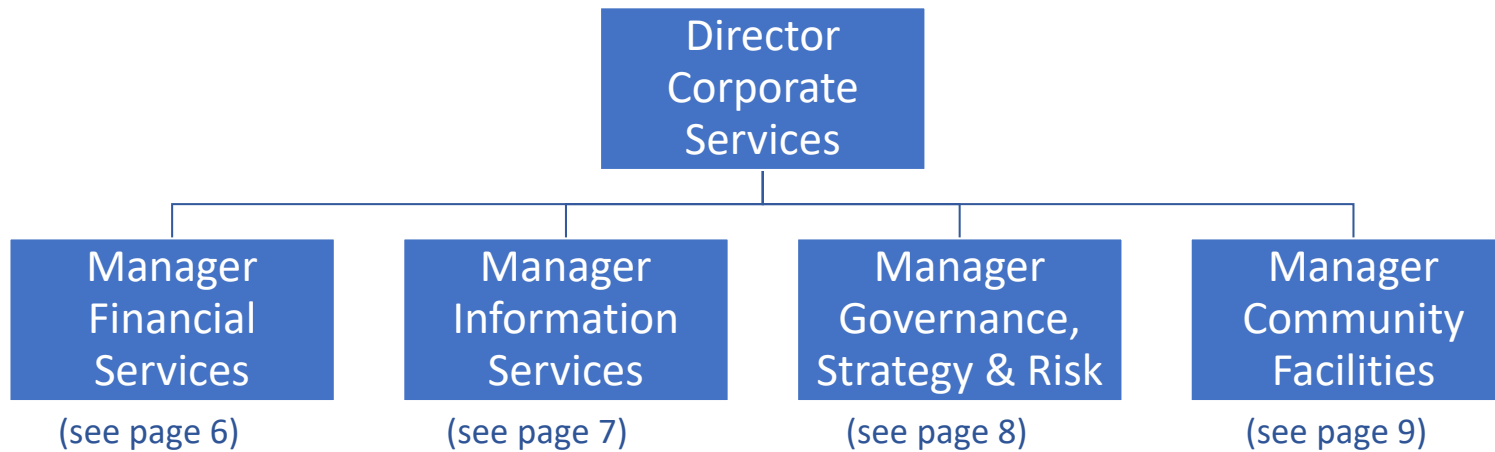 Director
Corporate
Services
Manager
Financial
Services
(see page 6)
Manager
Information
Services
(see page 7)
Manager
Governance,
Strategy & Risk
(see page 8)
Manager
Community
Facilities
(see page 9)